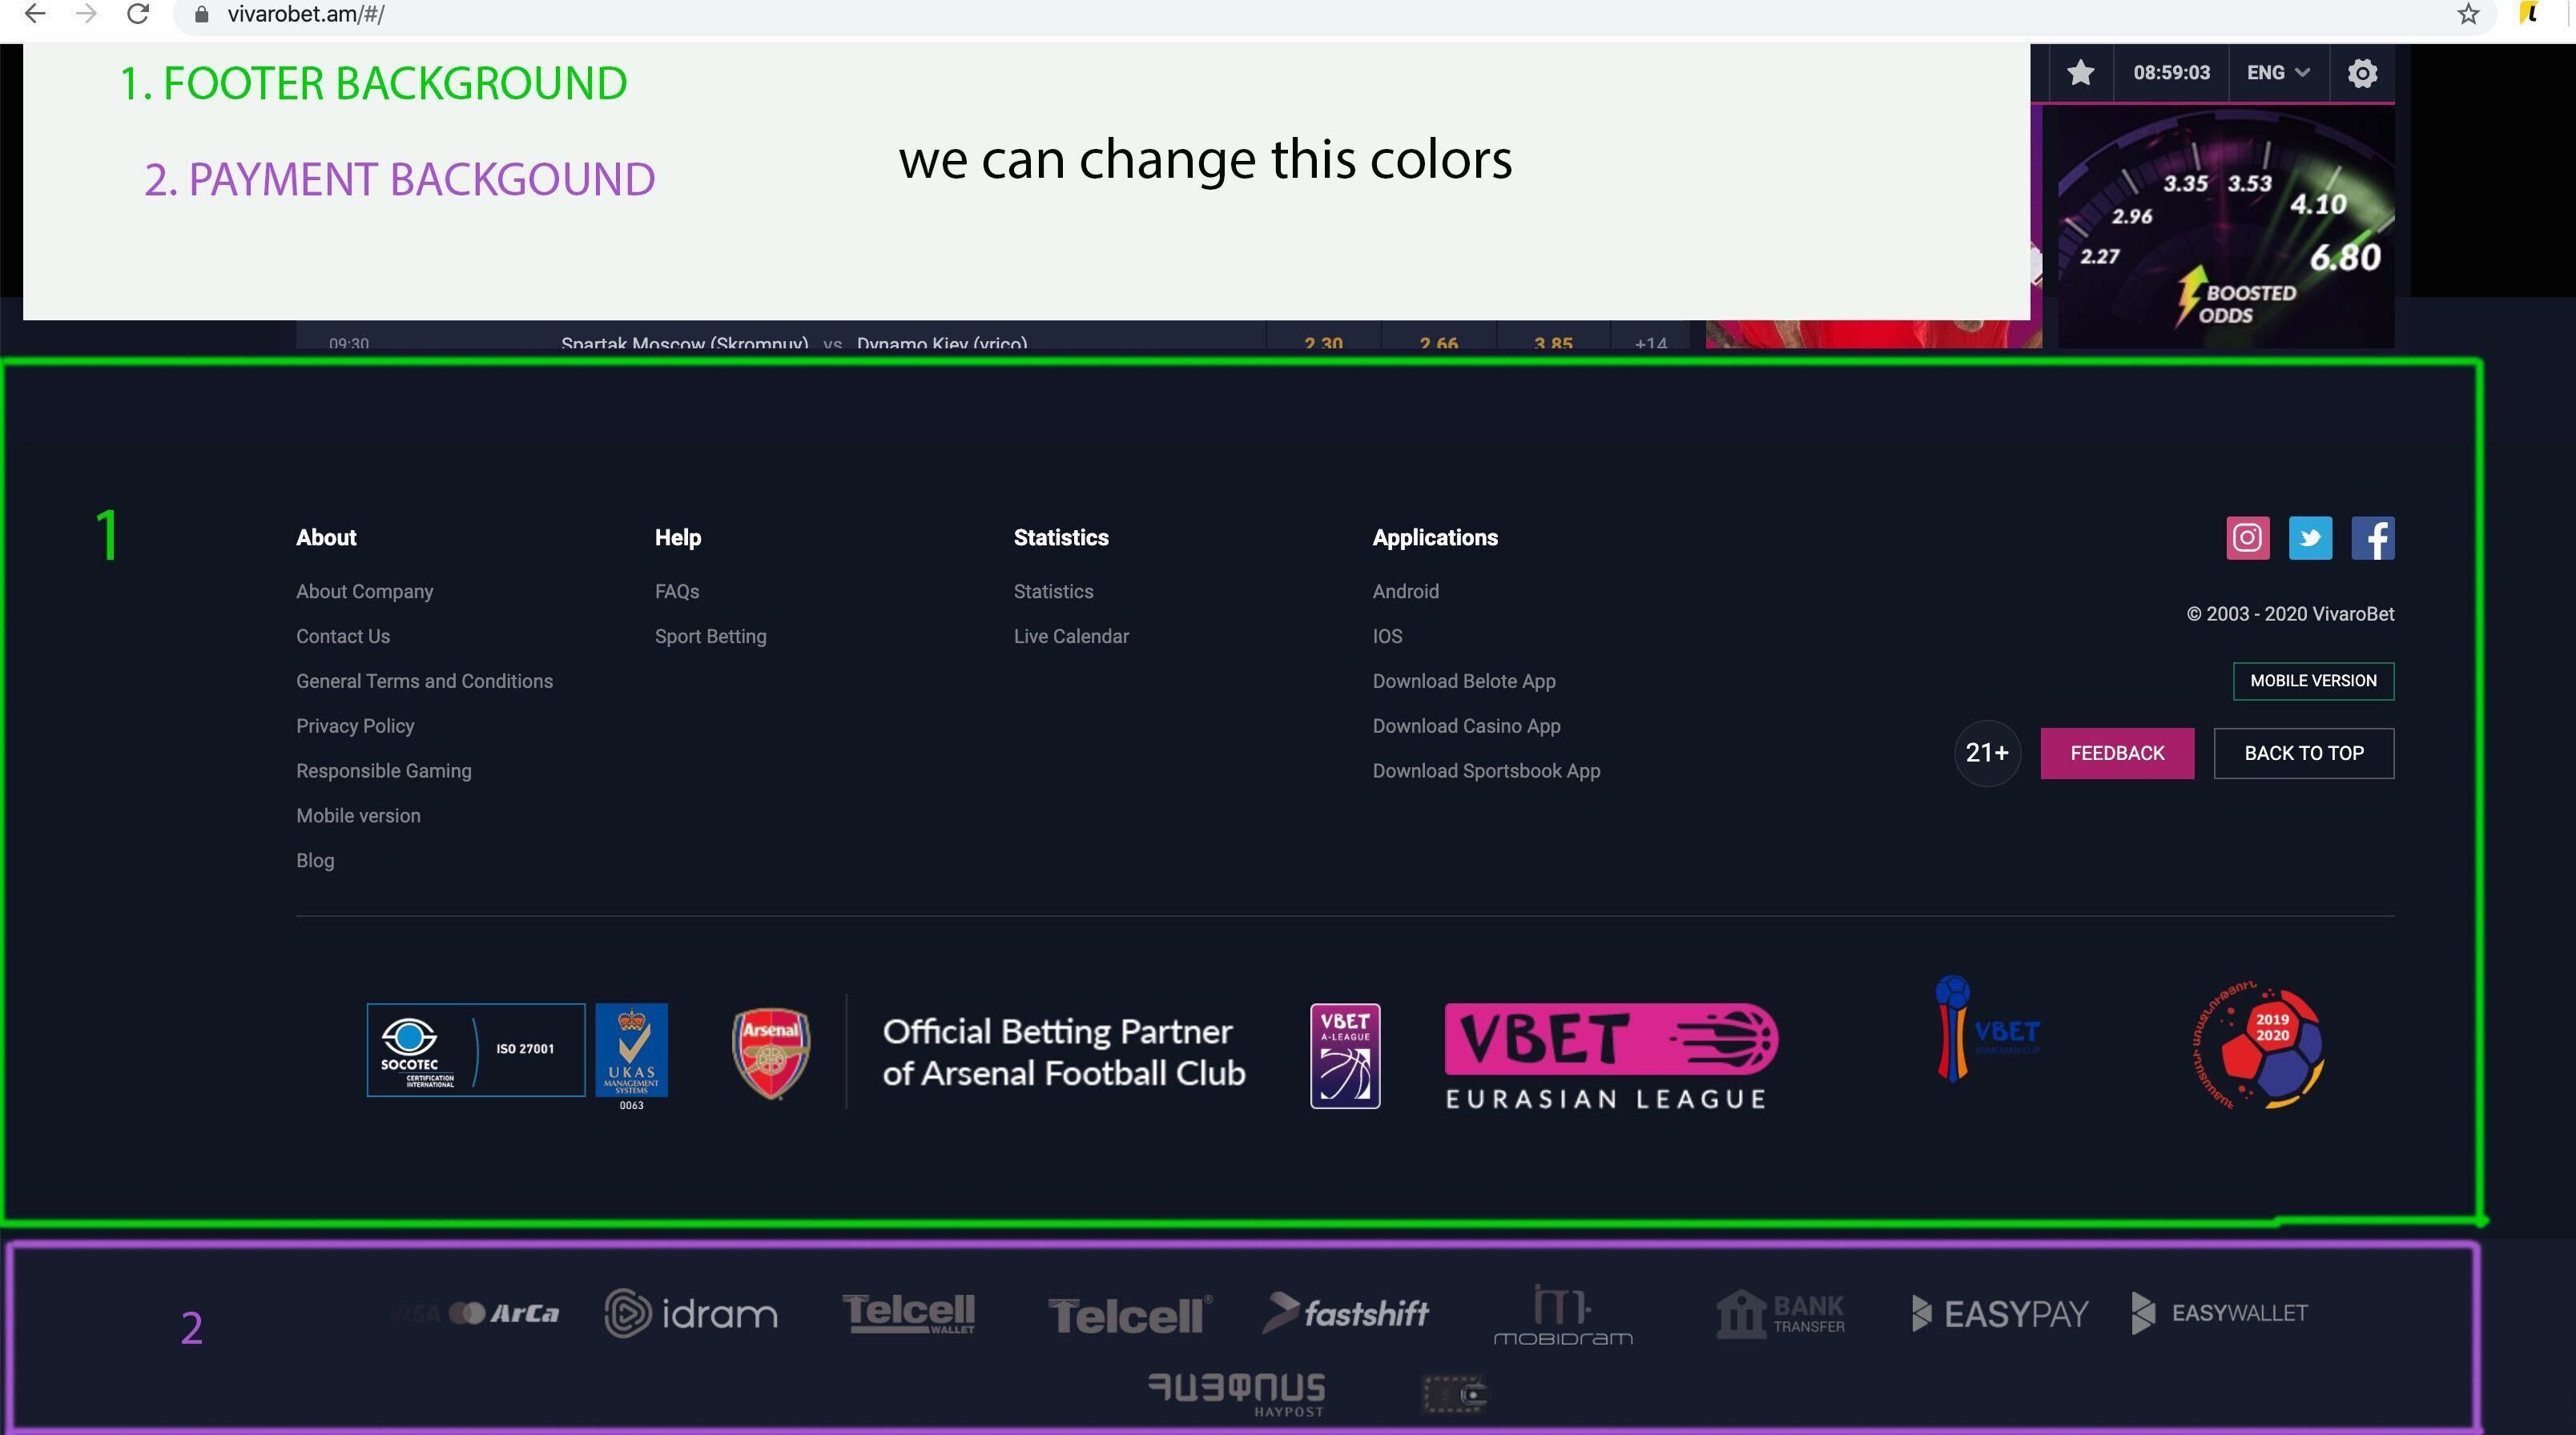 vivarobet.am/#/
1. FOOTER BACKGROUND
2. PAYMENT BACKGOUND
we can change this colors
08:59:03
ENG
2.27
2.96
3.35
3.53
4.10
6.80
BOOSTED
ODDS
09:30 Spartak Moscow (Skromnuy) vs Dynamo Kiev (yrico) 2.30 2.66 3.85 +14
1
About
About Company
Contact Us
General Terms and Conditions
Privacy Policy
Responsible Gaming
Mobile version
Blog
Help
FAQs
Sport Betting
Statistics
Statistics
Live Calendar
Applications
Android
IOS
Download Belote App
Download Casino App
Download Sportsbook App
© 2003 - 2020 VivaroBet
MOBILE VERSION
21+
FEEDBACK
BACK TO TOP
SOCOTEC
CERTIFICATION
INTERNATIONAL
ISO 27001
UKAS
MANAGEMENT
SYSTEMS
0063
Arsenal
Official Betting Partner
of Arsenal Football Club
VBET
A-LEAGUE
VBET
EURASIAN LEAGUE
VBET
ARMENIAN CUP
2019
2020
2
VISA ArCa
idram
Telcell
WALLET
Telcell®
fastshift
mobidram
BANK
TRANSFER
EASYPAY
EASYWALLET
ՀԱՅՓՈՍՏ
HAYPOST